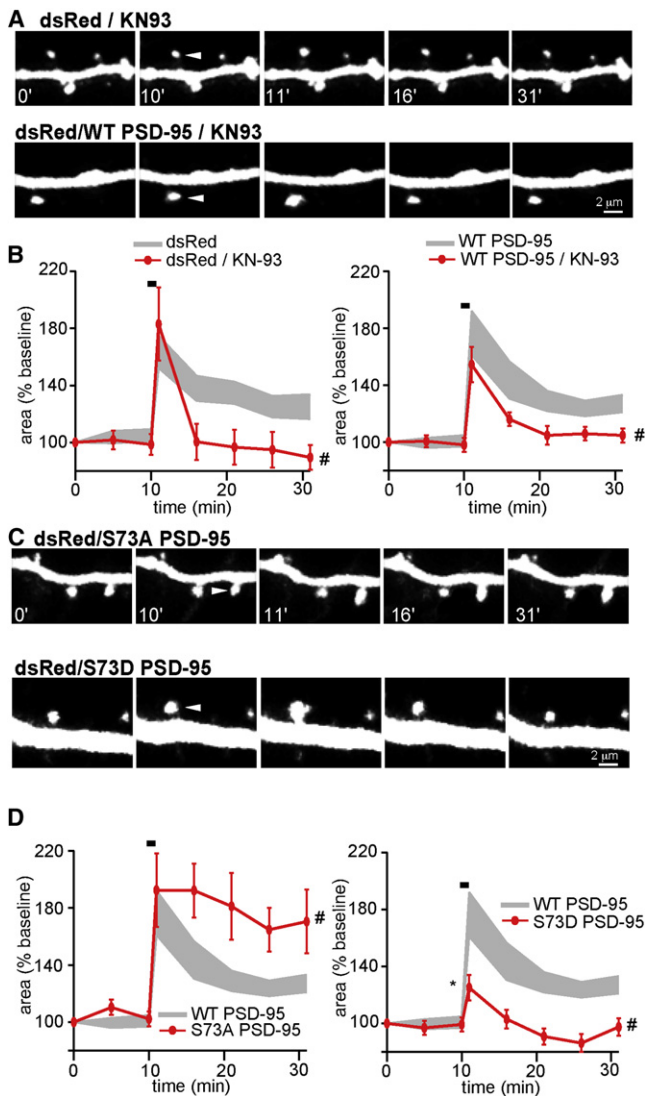 A dsRed / KN93
0' 10' 11' 16' 31'
dsRed/WT PSD-95 / KN93
2 μm
B
dsRed
dsRed / KN-93
area (% baseline)
220
180
140
100
#
0 10 20 30
time (min)
WT PSD-95
WT PSD-95 / KN93
area (% baseline)
220
180
140
100
#
0 10 20 30
time (min)
C dsRed/S73A PSD-95
0' 10' 11' 16' 31'
dsRed/S73D PSD-95
2 μm
D
area (% baseline)
220
180
140
100
#
WT PSD-95
S73A PSD-95
0 10 20 30
time (min)
WT PSD-95
S73D PSD-95
area (% baseline)
220
180
140
100
*
#
0 10 20 30
time (min)